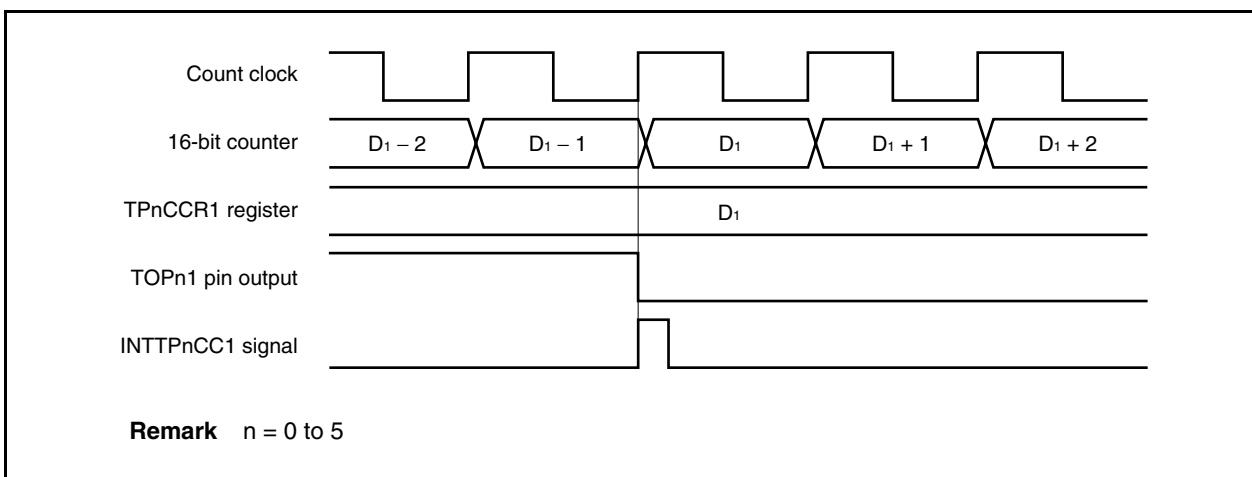 Count clock
16-bit counter D₁ – 2 D₁ – 1 D₁ D₁ + 1 D₁ + 2
TPnCCR1 register D₁
TOPn1 pin output
INTTPnCC1 signal
Remark n = 0 to 5